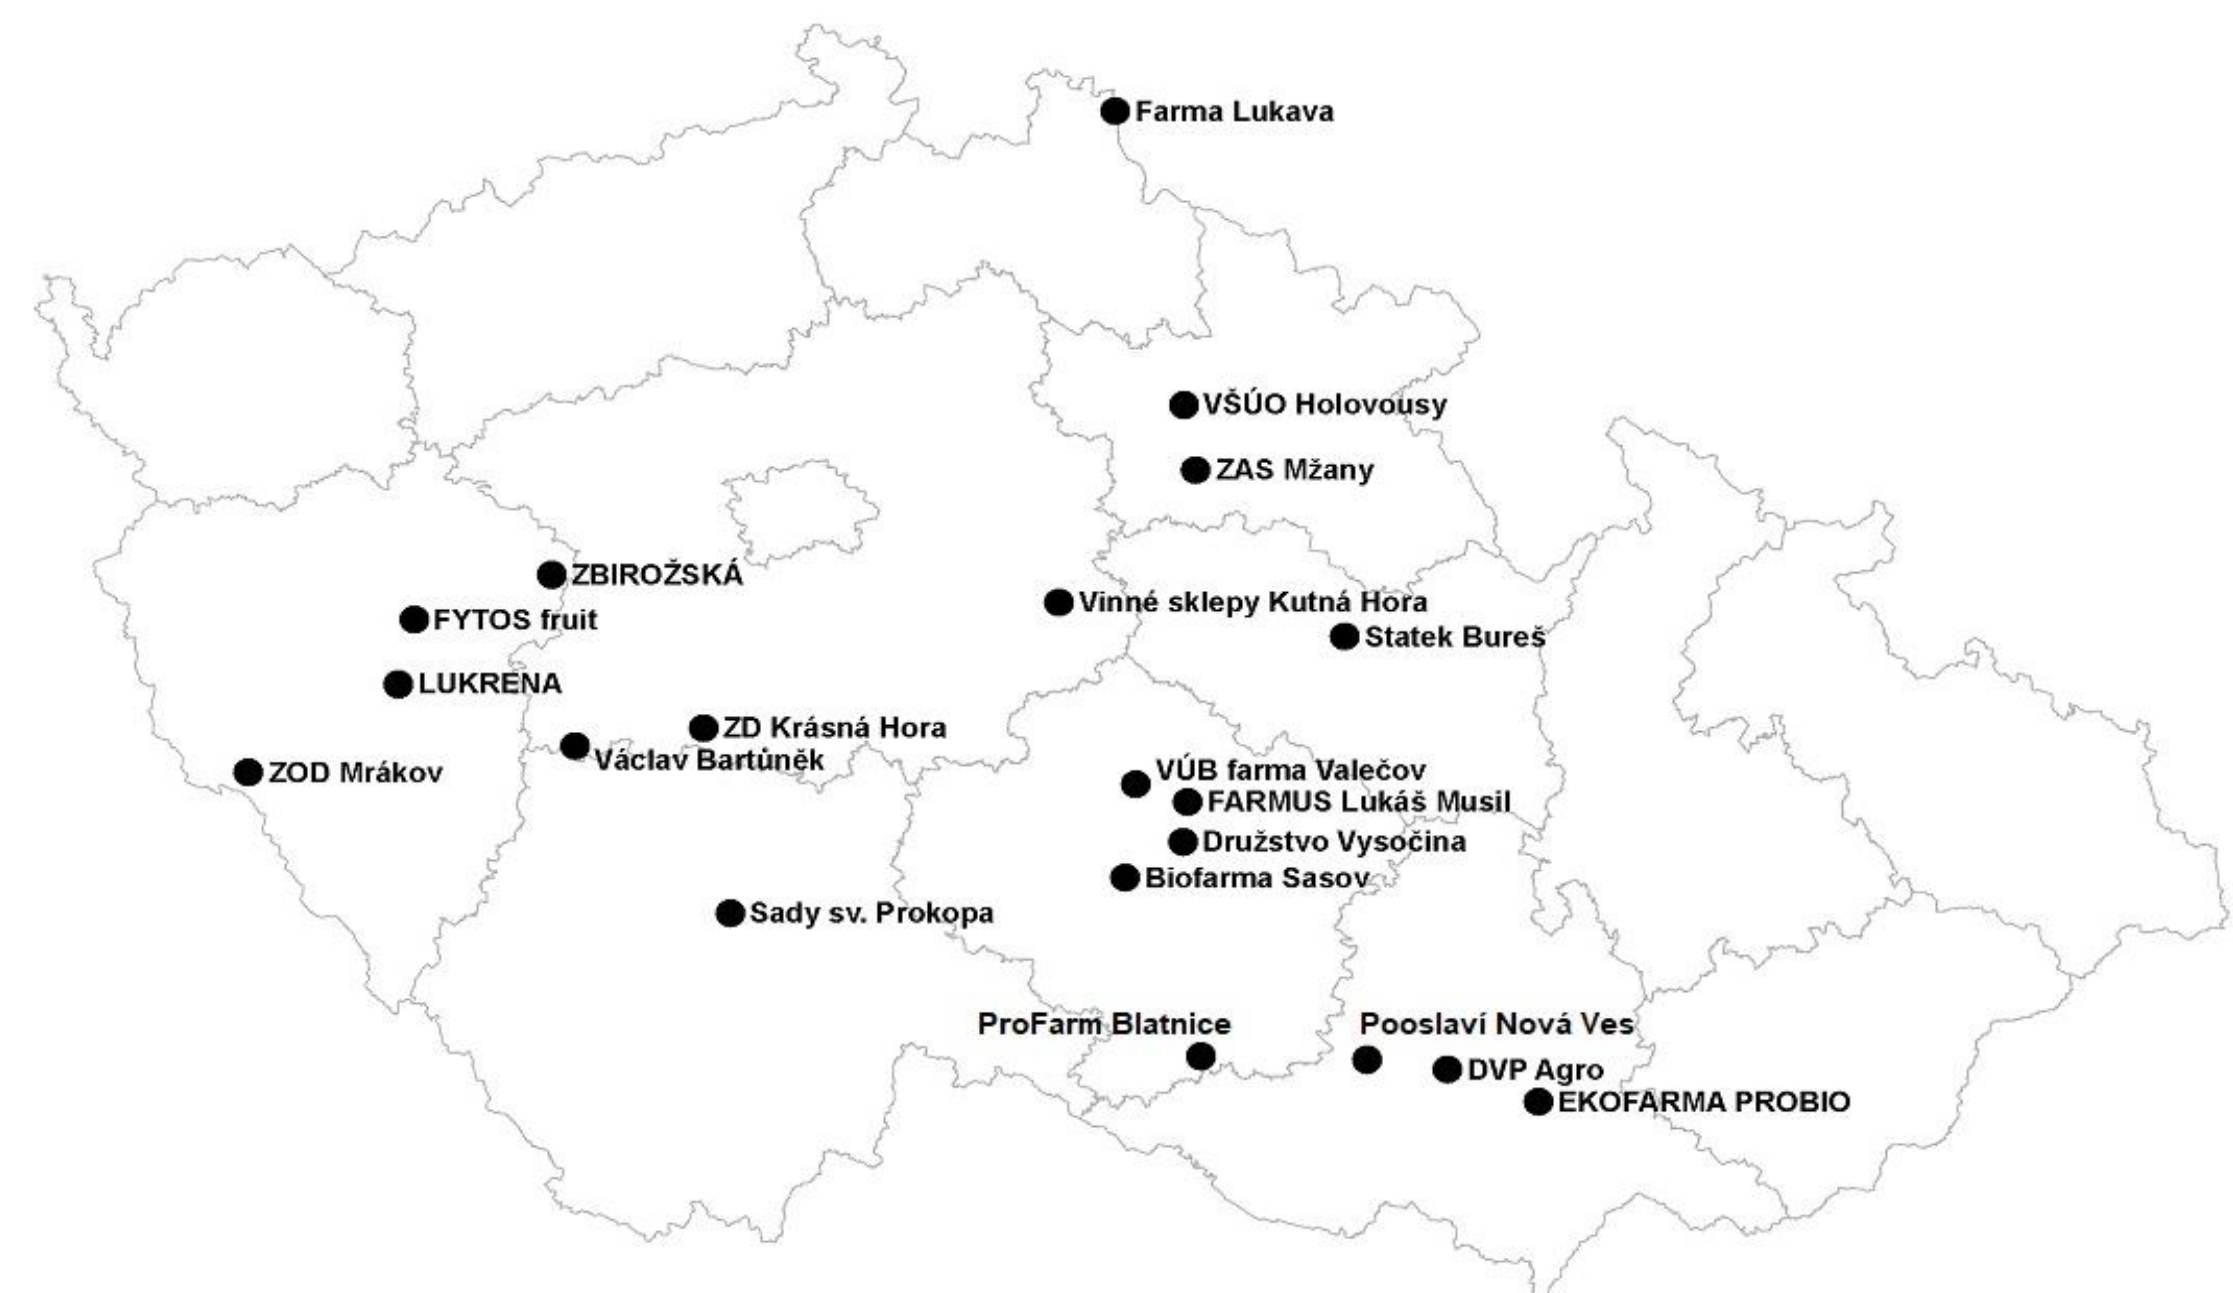 Farma Lukava
VŠÚO Holovousy
ZAS Mžany
ZBIROŽSKÁ
Vinné sklepy Kutná Hora
FYTOS fruit
Statek Bureš
LUKRENA
ZD Krásná Hora
Václav Bartůněk
ZOD Mrákov
VÚB farma Valečov
FARMUS Lukáš Musil
Družstvo Vysočina
Biofarma Sasov
Sady sv. Prokopa
ProFarm Blatnice
Pooslaví Nová Ves
DVP Agro
EKOFARMA PROBIO